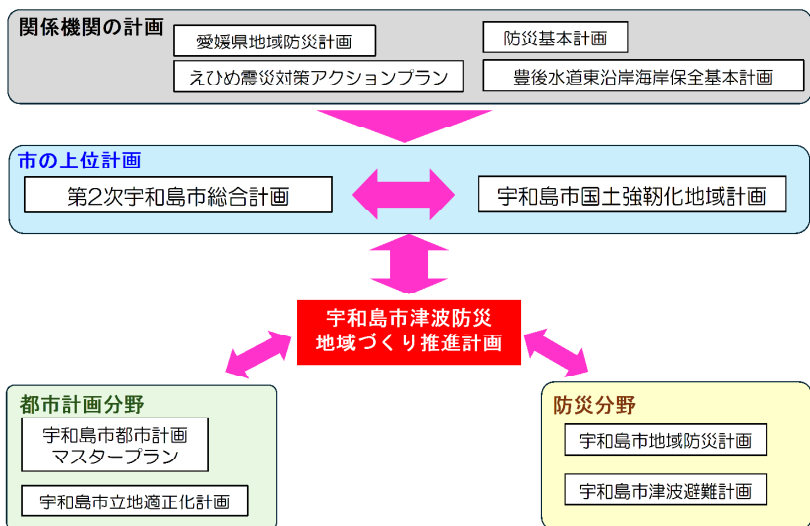 関係機関の計画
愛媛県地域防災計画
防災基本計画
えひめ震災対策アクションプラン
豊後水道東沿岸海岸保全基本計画
市の上位計画
第2次宇和島市総合計画
宇和島市国土強靭化地域計画
宇和島市津波防災
地域づくり推進計画
都市計画分野
宇和島市都市計画
マスタープラン
宇和島市立地適正化計画
防災分野
宇和島市地域防災計画
宇和島市津波避難計画